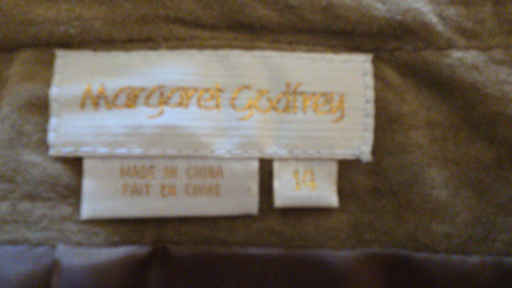 Margaret Godfrey
MADE IN CHINA
FAIT EN CHINE
14